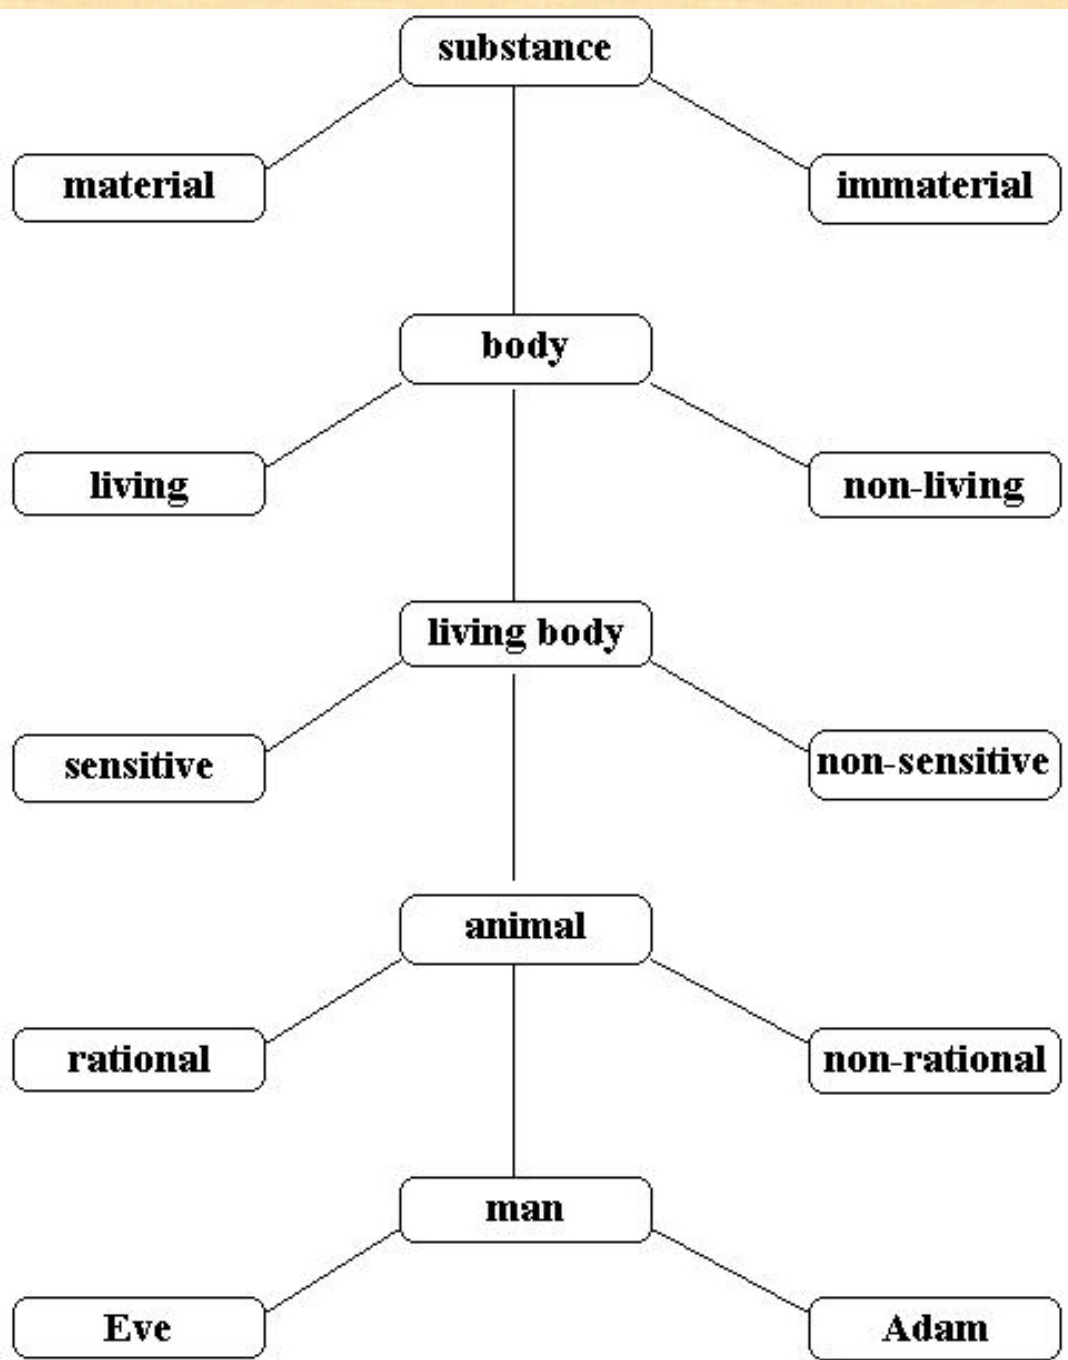 substance
material
immaterial
body
living
non-living
living body
sensitive
non-sensitive
animal
rational
non-rational
man
Eve
Adam